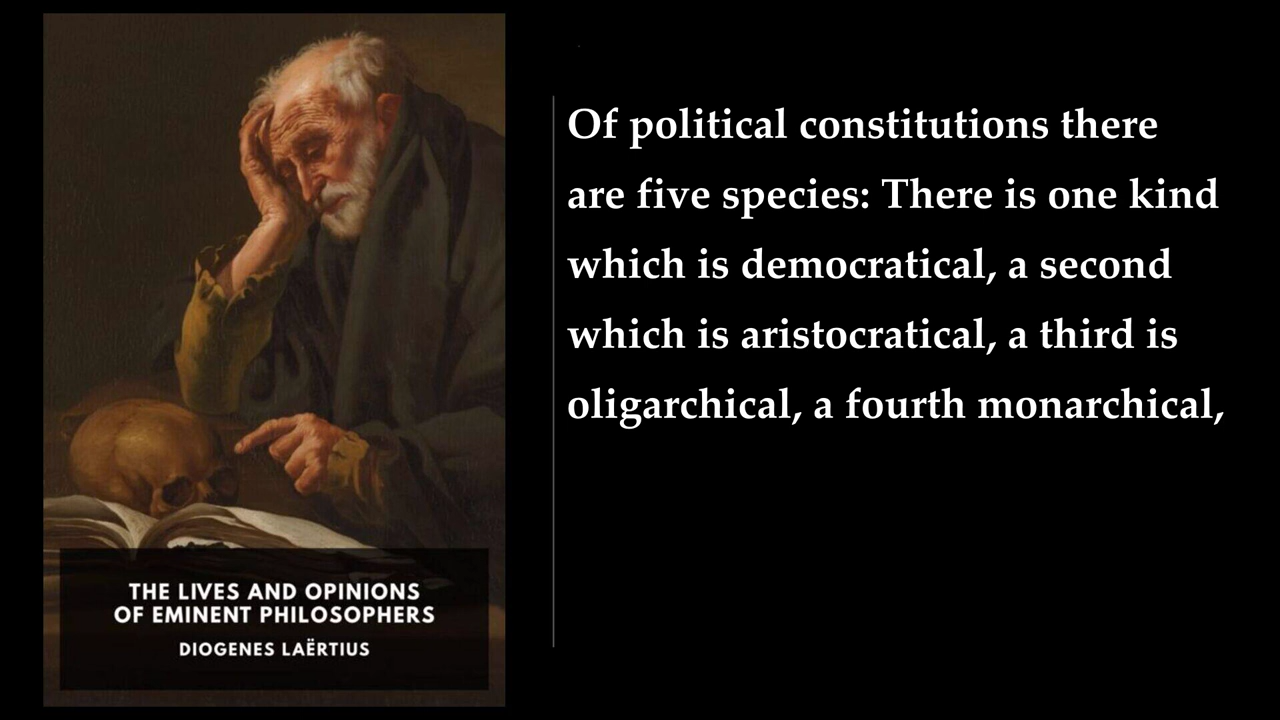 THE LIVES AND OPINIONS
OF EMINENT PHILOSOPHERS
DIOGENES LAËRTIUS
Of political constitutions there
are five species: There is one kind
which is democratical, a second
which is aristocratical, a third is
oligarchical, a fourth monarchical,